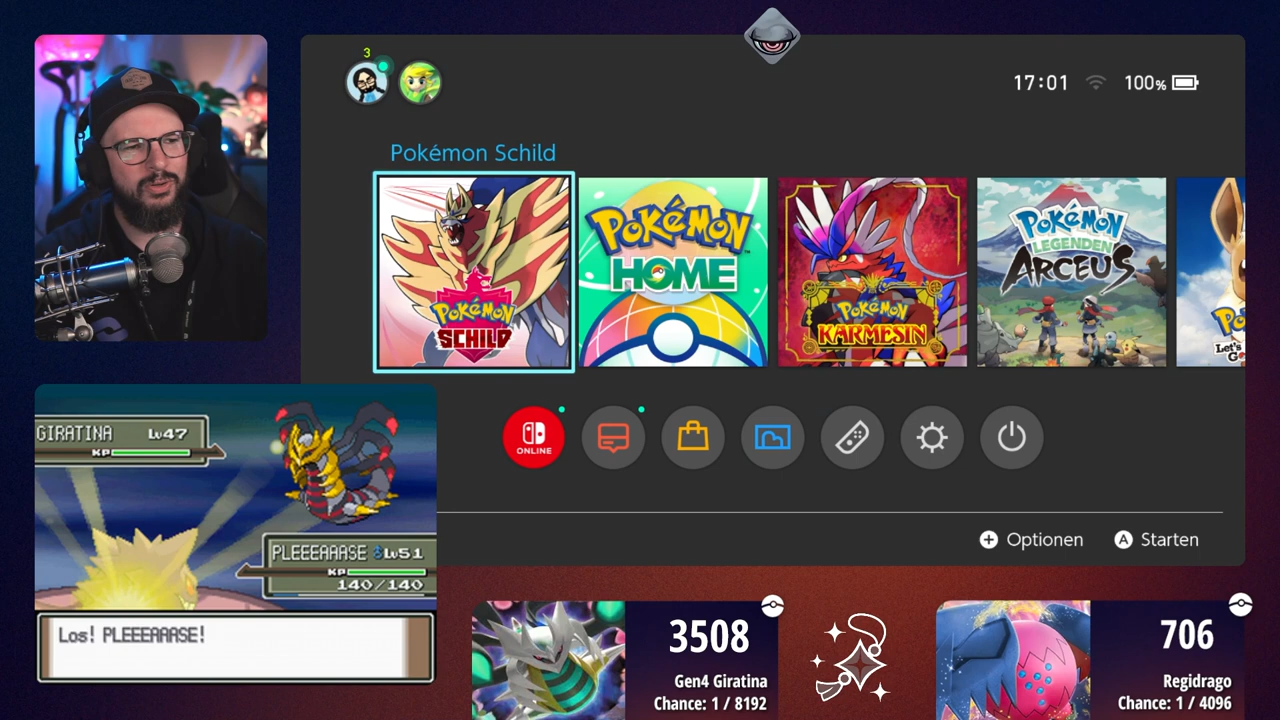 3
17:01
100%
Pokémon Schild
POKÉMON
SCHILD
POKÉMON
HOME
POKÉMON
KARMESIN
POKÉMON
LEGENDEN
ARCEUS
Let's
ONLINE
Optionen
A Starten
GIRATINA Lv47
KP
PLEEEAAASE ♂Lv51
KP
140/140
Los! PLEEEAAASE!
3508
Gen4 Giratina
Chance: 1 / 8192
706
Regidrago
Chance: 1 / 4096